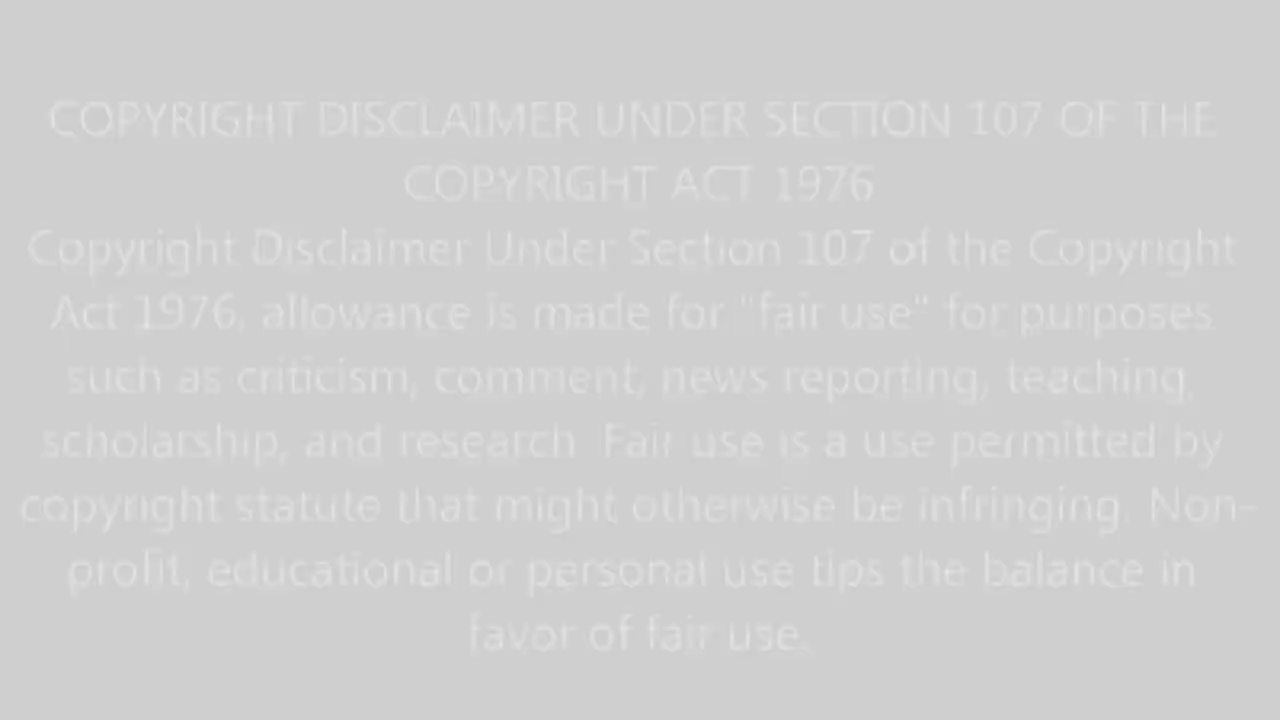 COPYRIGHT DISCLAIMER UNDER SECTION 107 OF THE
COPYRIGHT ACT 1976
Copyright Disclaimer Under Section 107 of the Copyright
Act 1976, allowance is made for "fair use" for purposes
such as criticism, comment, news reporting, teaching,
scholarship, and research. Fair use is a use permitted by
copyright statute that might otherwise be infringing. Non-
profit, educational or personal use tips the balance in
favor of fair use.